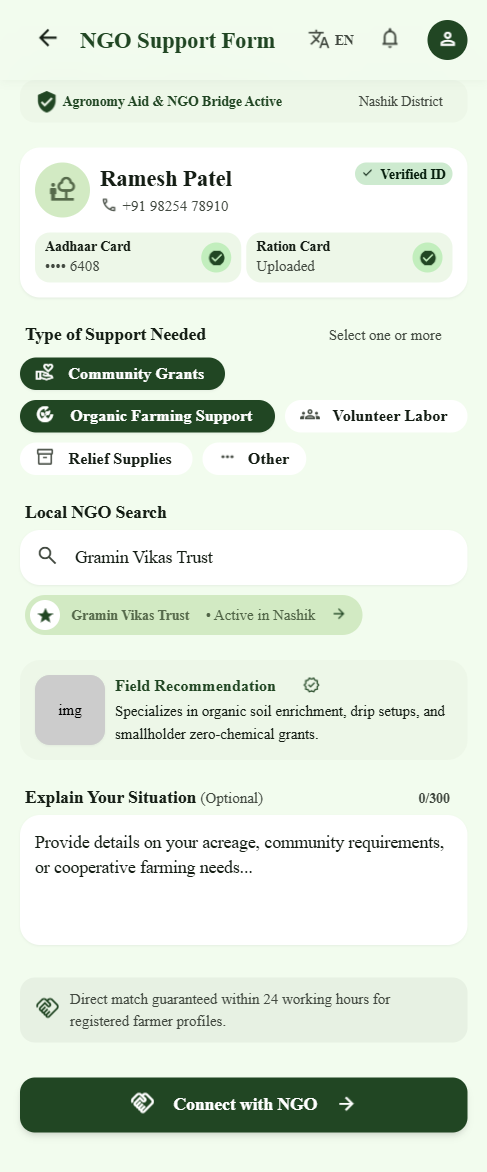 NGO Support Form
EN
Agronomy Aid & NGO Bridge Active
Nashik District
Ramesh Patel
Verified ID
+91 98254 78910
Aadhaar Card
•••• 6408
Ration Card
Uploaded
Type of Support Needed
Select one or more
Community Grants
Organic Farming Support
Volunteer Labor
Relief Supplies
Other
Local NGO Search
Gramin Vikas Trust
Gramin Vikas Trust • Active in Nashik
img
Field Recommendation
Specializes in organic soil enrichment, drip setups, and
smallholder zero-chemical grants.
Explain Your Situation (Optional)
0/300
Provide details on your acreage, community requirements,
or cooperative farming needs...
Direct match guaranteed within 24 working hours for
registered farmer profiles.
Connect with NGO